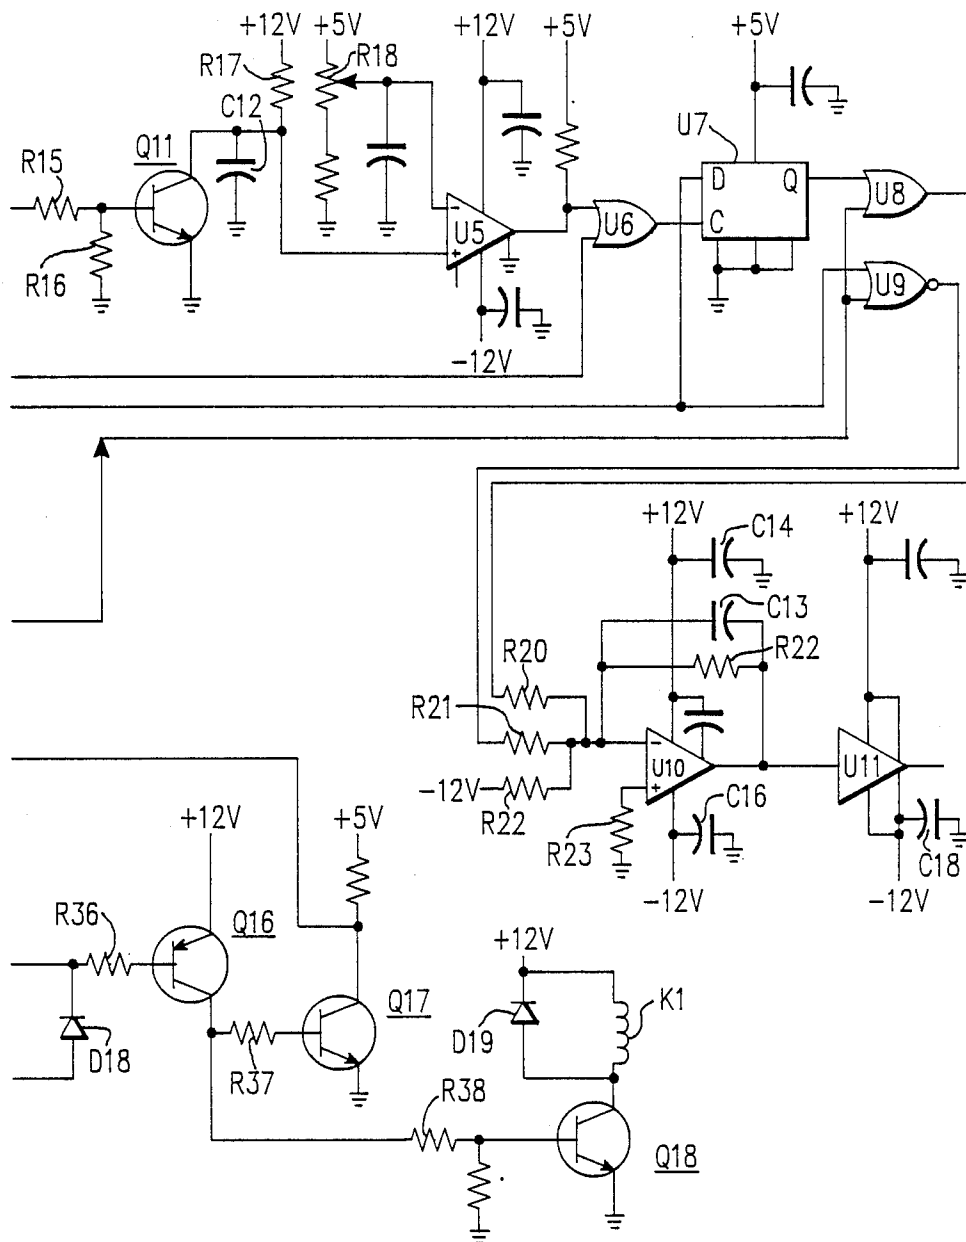 +12V
+5V
+12V
+5V
+5V
R17
R18
C12
Q11
R15
R16
U5
-
+
-12V
U6
U7
D
Q
C
U8
U9
+12V
C14
C13
R22
R20
R21
-12V
R22
R23
U10
-
+
C16
-12V
+12V
U11
C18
-12V
+12V
+5V
R36
Q16
D18
R37
Q17
R38
+12V
D19
K1
Q18